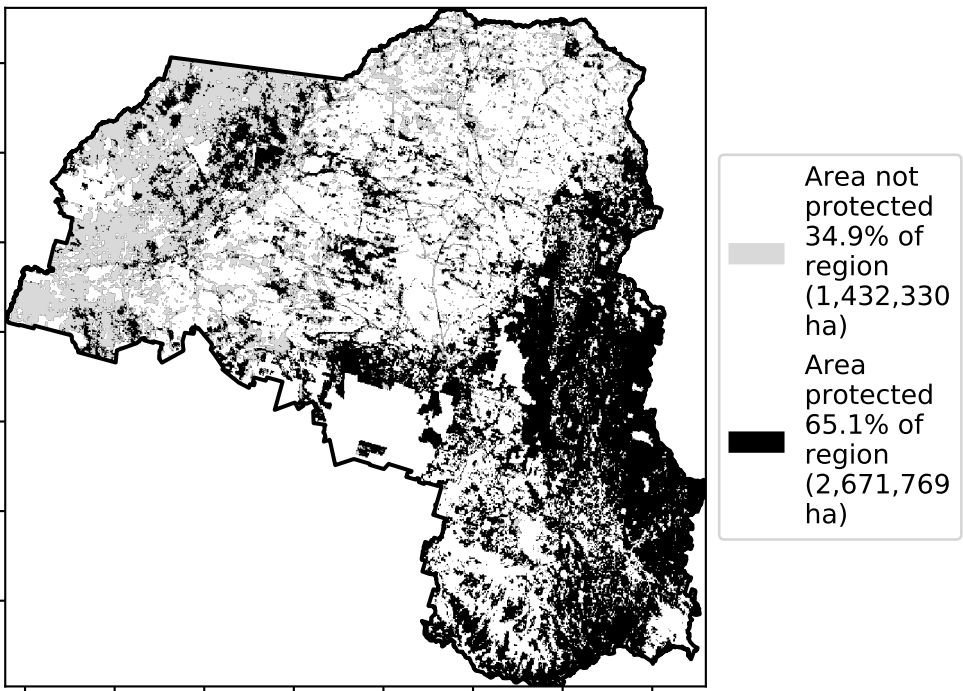 Area not
protected
34.9% of
region
(1,432,330
ha)
Area
protected
65.1% of
region
(2,671,769
ha)